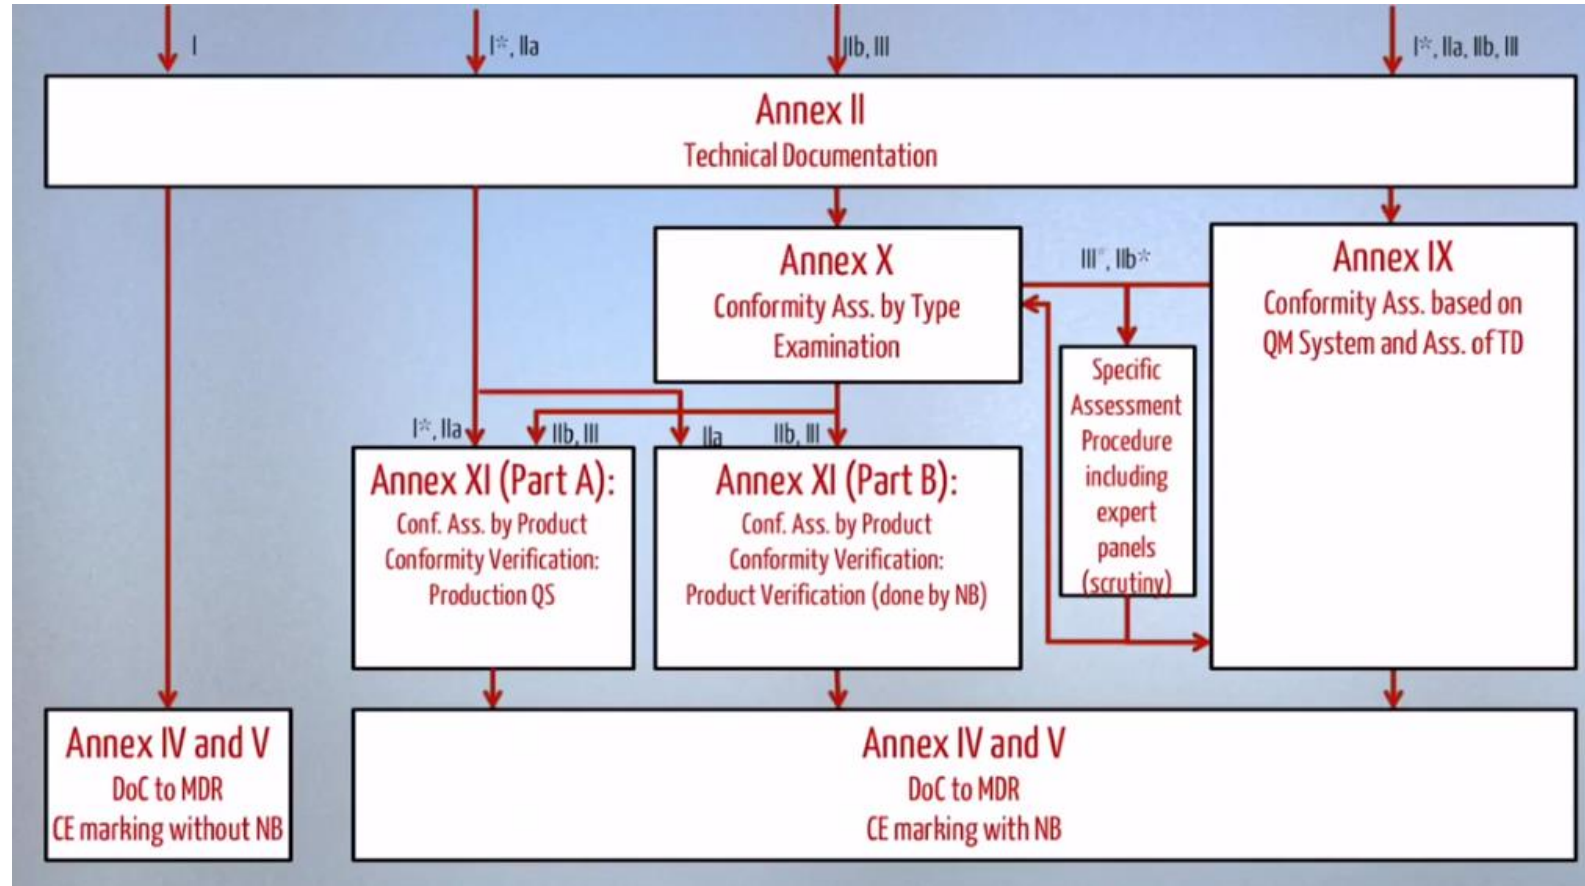 I
I*, IIa
IIb, III
I*, IIa, IIb, III
Annex II
Technical Documentation
Annex X
Conformity Ass. by Type
Examination
III*, IIb*
Annex IX
Conformity Ass. based on
QM System and Ass. of TD
Specific
Assessment
Procedure
including
expert
panels
(scrutiny)
I*, IIa
IIb, III
IIa
IIb, III
Annex XI (Part A):
Conf. Ass. by Product
Conformity Verification:
Production QS
Annex XI (Part B):
Conf. Ass. by Product
Conformity Verification:
Product Verification (done by NB)
Annex IV and V
DoC to MDR
CE marking without NB
Annex IV and V
DoC to MDR
CE marking with NB